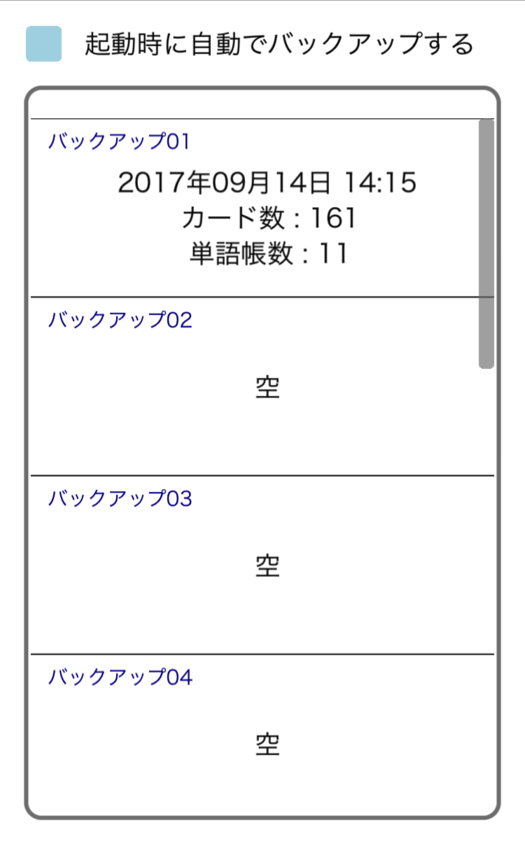 起動時に自動でバックアップする
バックアップ01
2017年09月14日 14:15
カード数 : 161
単語帳数 : 11
バックアップ02
空
バックアップ03
空
バックアップ04
空